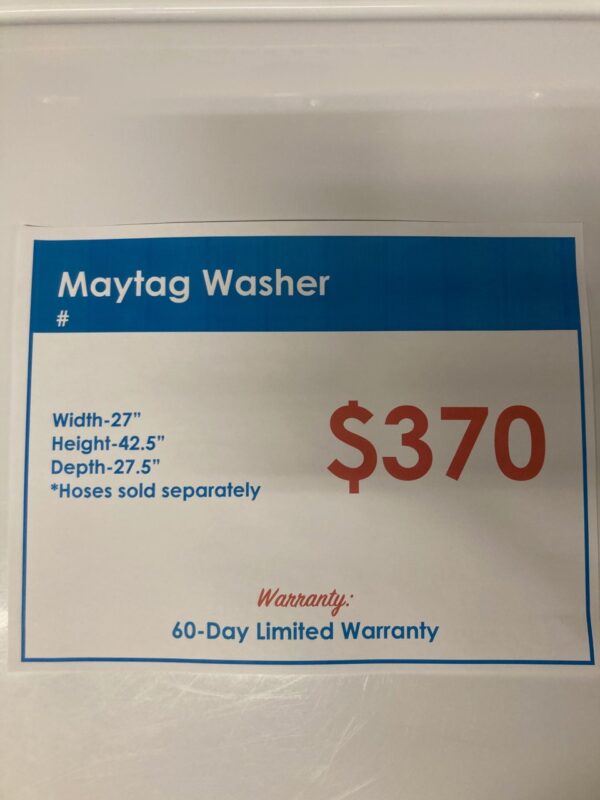 Maytag Washer
#
Width-27”
Height-42.5”
Depth-27.5”
*Hoses sold separately
$370
Warranty:
60-Day Limited Warranty